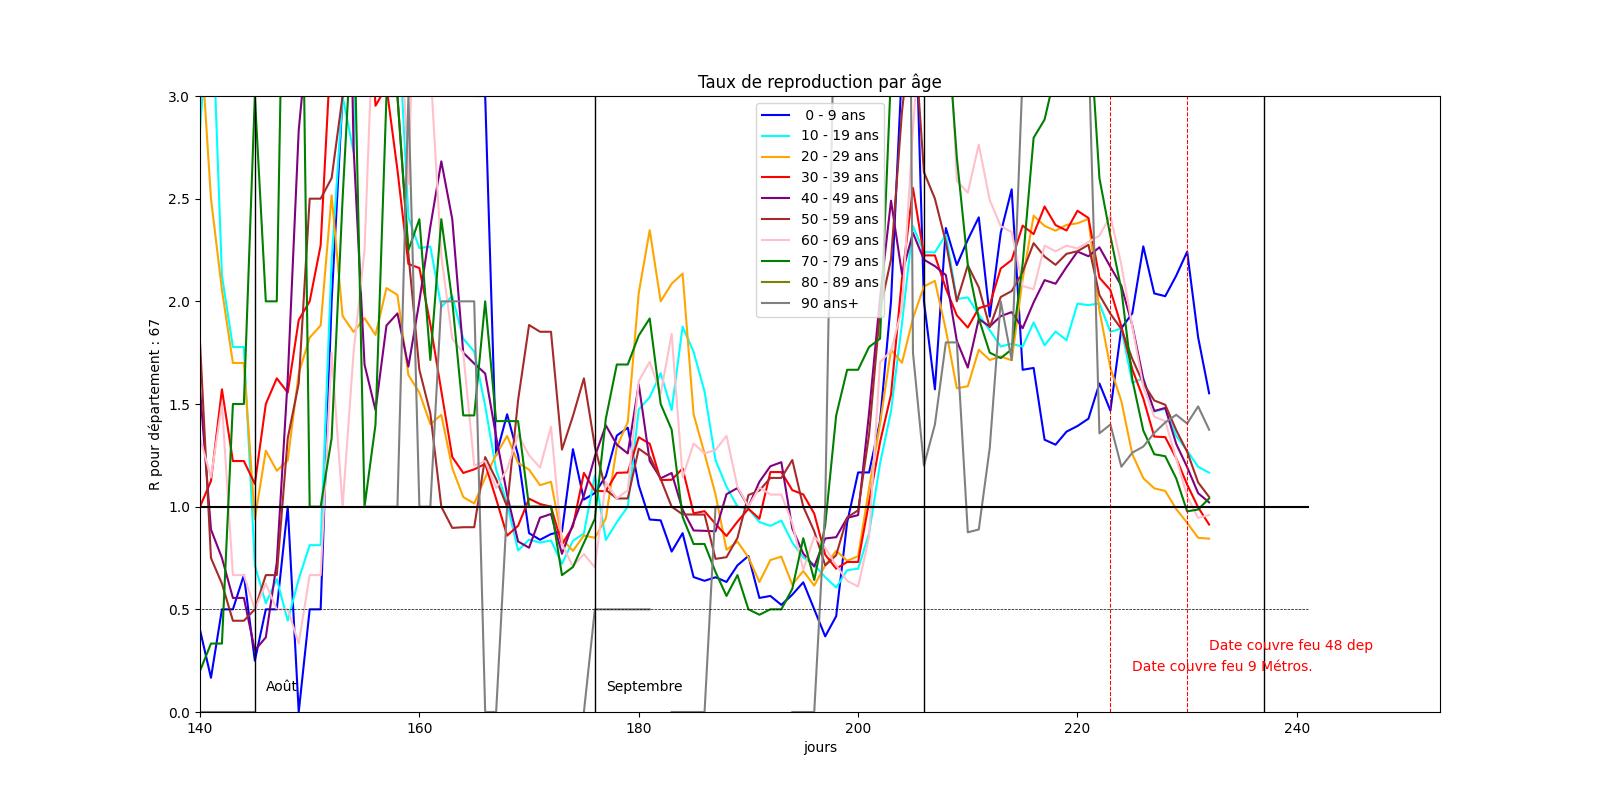 Taux de reproduction par âge
3.0
2.5
2.0
1.5
1.0
0.5
0.0
R pour département : 67
0 - 9 ans
10 - 19 ans
20 - 29 ans
30 - 39 ans
40 - 49 ans
50 - 59 ans
60 - 69 ans
70 - 79 ans
80 - 89 ans
90 ans+
Date couvre feu 48 dep
Date couvre feu 9 Métros.
Août
Septembre
140
160
180
200
220
240
jours